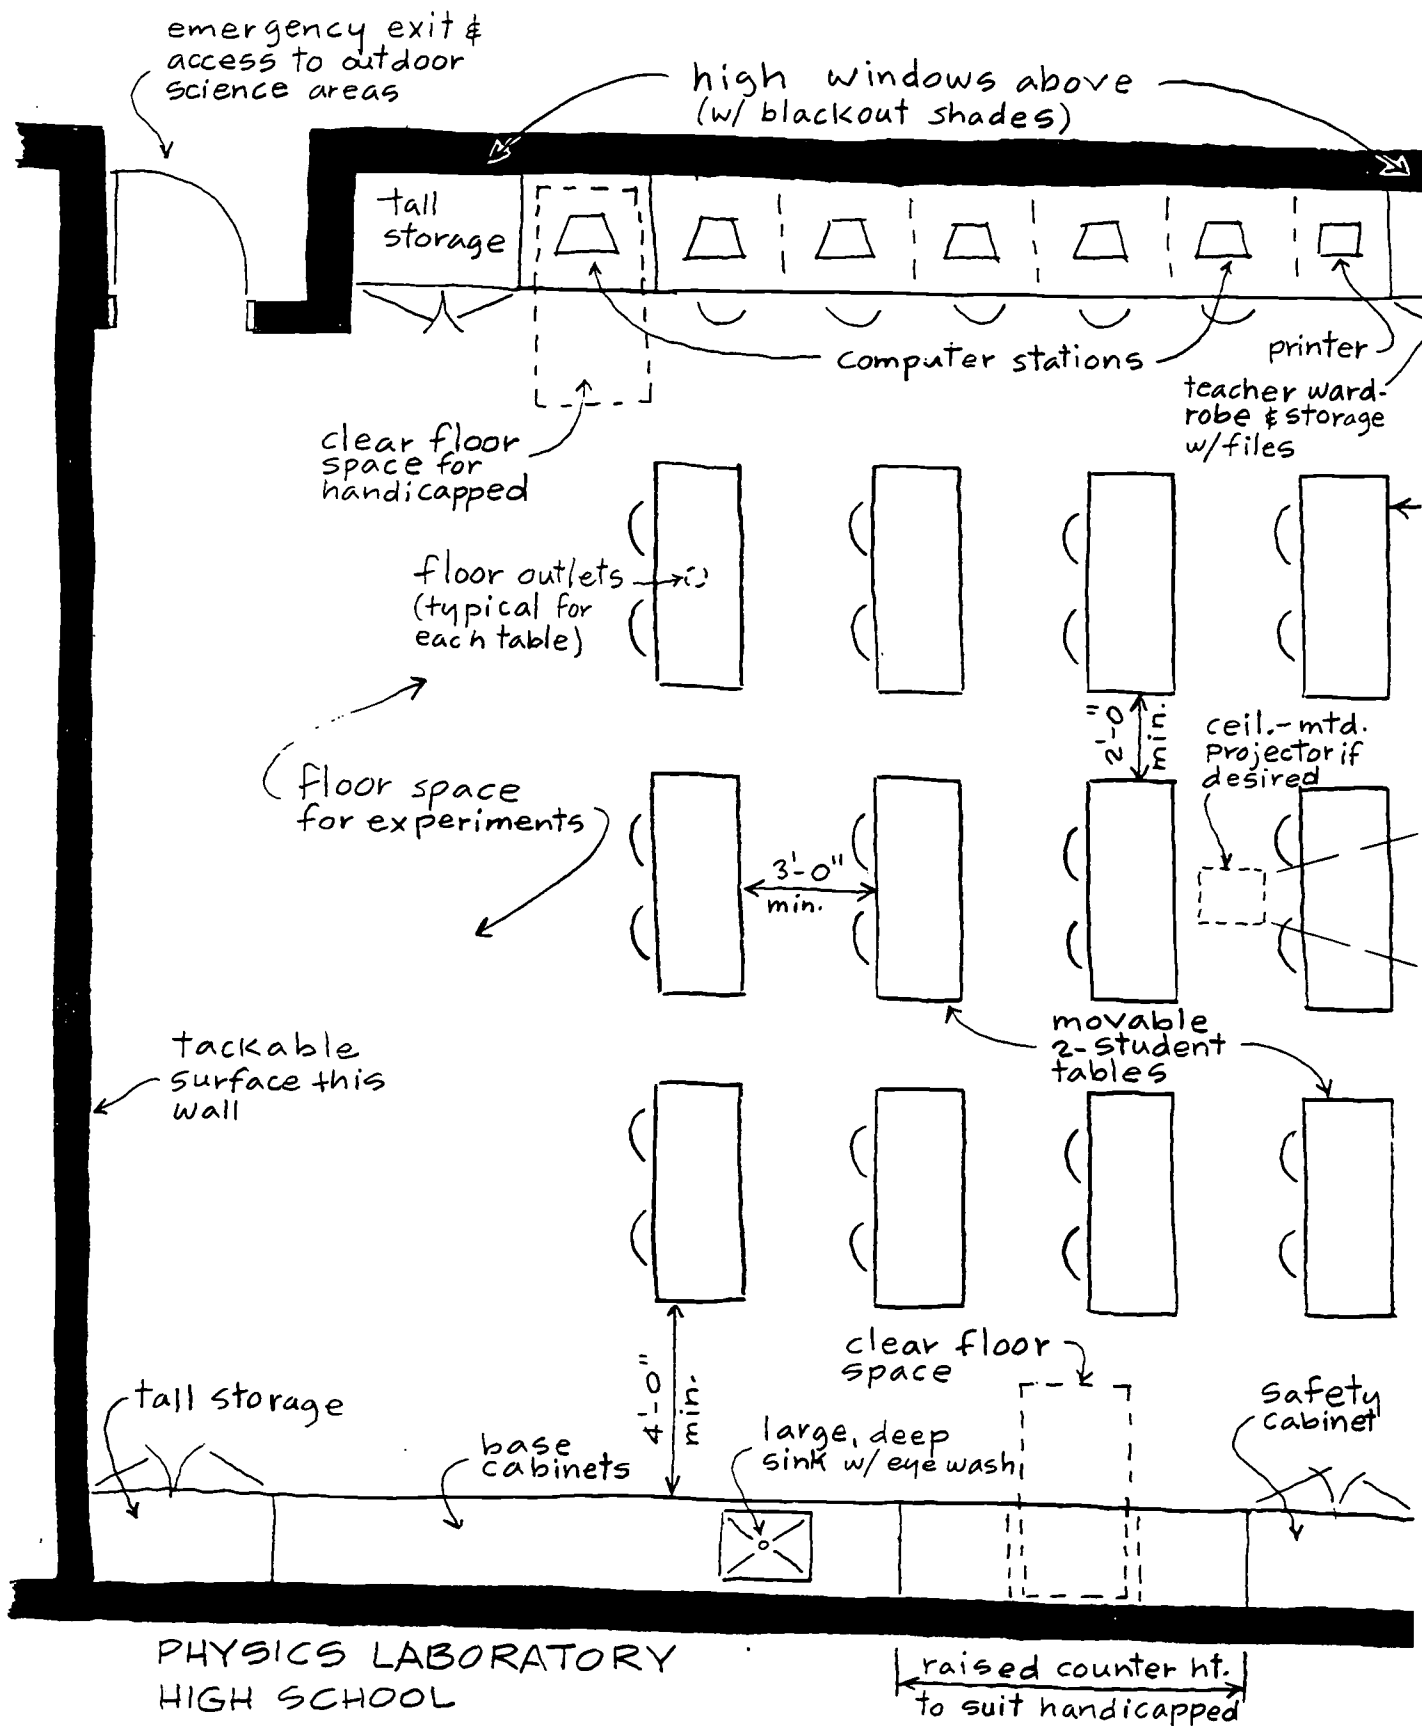 emergency exit &
access to outdoor
science areas
high windows above
(w/ blackout shades)
tall
storage
computer stations
printer
teacher ward-
robe & storage
w/files
clear floor
space for
handicapped
floor outlets
(typical for
each table)
2'-0"
min.
ceil.-mtd.
projector if
desired
floor space
for experiments
3'-0"
min.
movable
2-student
tables
tackable
surface this
wall
clear floor
space
4'-0"
min.
tall storage
base
cabinets
large, deep
sink w/ eye wash
safety
cabinet
PHYSICS LABORATORY
HIGH SCHOOL
raised counter ht.
to suit handicapped